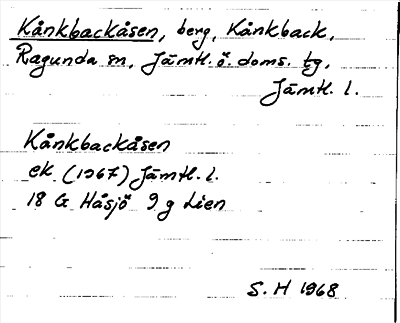 Kånkbackåsen, berg, Kånkback,
Ragunda sn, Jämtl. ö. doms. tg,
Jämtl. l.
Kånkbackåsen
ek (1967) Jämtl. l.
18 G Håsjö 9 g Lien
S. H 1968